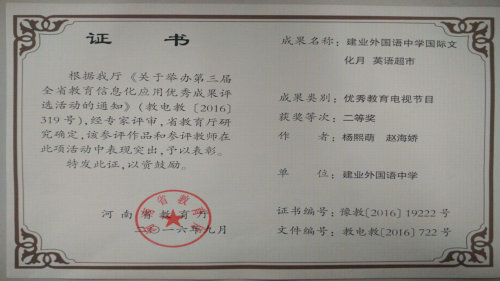 证 书
根据我厅《关于举办第三届
全省教育信息化应用优秀成果评
选活动的通知》(教电教〔2016〕
319号),经专家评审,省教育厅研
究确定,该参评作品和参评教师在
此项活动中表现突出,予以表彰。
特发此证,以资鼓励。
河南省教育厅
二〇一六年九月
成果名称:建业外国语中学国际文
化月 英语超市
成果类别:优秀教育电视节目
获奖等次:二等奖
作 者:杨熙萌 赵海娇
单 位:建业外国语中学
证书编号:豫教[2016]19222号
文件编号:教电教[2016]722号